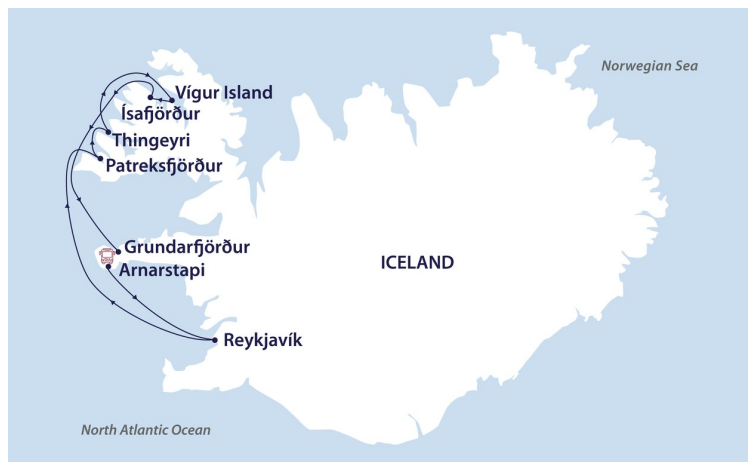 Norwegian Sea
Vígur Island
Ísafjörður
Thingeyri
Patreksfjörður
Grundarfjörður
ICELAND
Arnarstapi
Reykjavík
North Atlantic Ocean